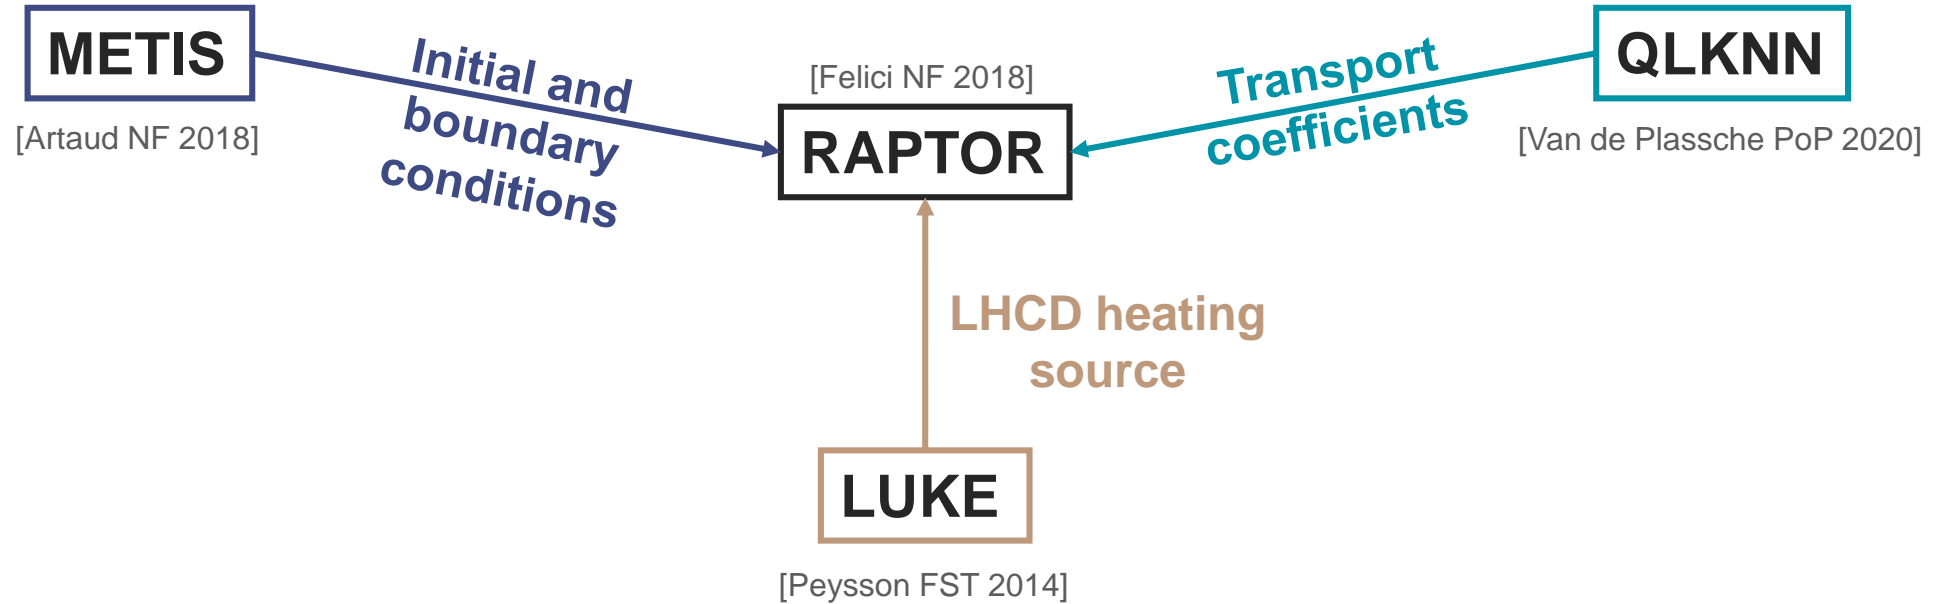 METIS
[Artaud NF 2018]
Initial and
boundary
conditions
[Felici NF 2018]
RAPTOR
Transport
coefficients
QLKNN
[Van de Plassche PoP 2020]
LHCD heating
source
LUKE
[Peysson FST 2014]